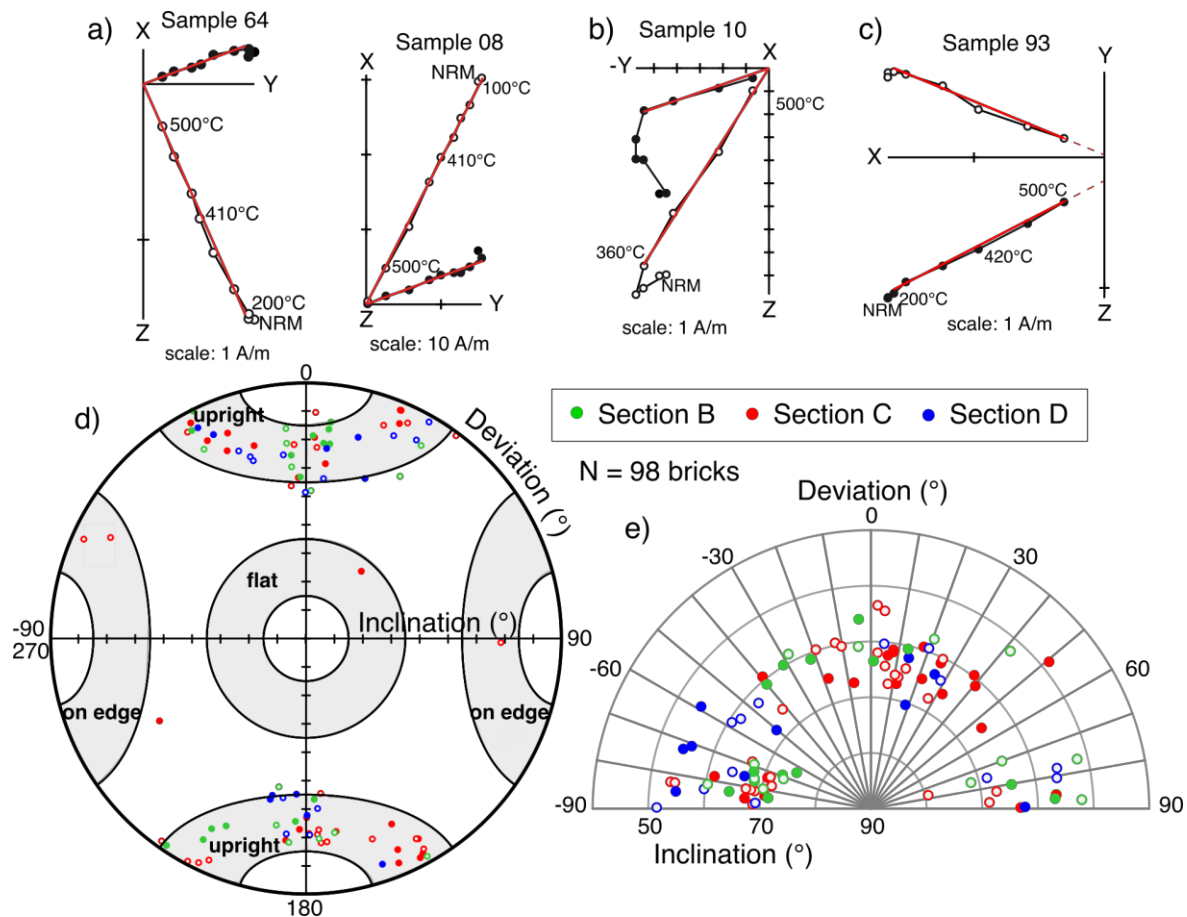 a)
Sample 64
X
Y
500°C
410°C
200°C
NRM
Z
scale: 1 A/m
Sample 08
X
NRM
100°C
410°C
500°C
Z
Y
scale: 10 A/m
b)
Sample 10
-Y
X
500°C
360°C
NRM
Z
scale: 1 A/m
c)
Sample 93
Y
X
500°C
420°C
NRM
200°C
Z
scale: 1 A/m
d)
0
upright
Deviation (°)
flat
Inclination (°)
-90
270
90
on edge
on edge
upright
180
Section B
Section C
Section D
N = 98 bricks
e)
Deviation (°)
0
-30
30
-60
60
-90
90
50
70
90
Inclination (°)